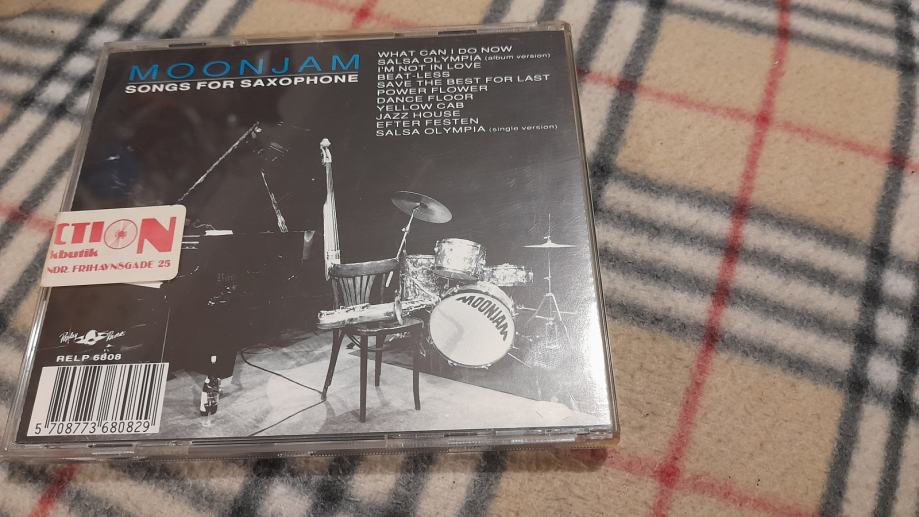 MOONJAM
SONGS FOR SAXOPHONE
WHAT CAN I DO NOW
SALSA OLYMPIA (album version)
I'M NOT IN LOVE
BEAT-LESS
SAVE THE BEST FOR LAST
POWER FLOWER
DANCE FLOOR
YELLOW CAB
JAZZ HOUSE
EFTER FESTEN
SALSA OLYMPIA (single version)
CTION
kbutik
NDR. FRIHAVNSGADE 25
MOONJAM
RELP 6808
5 708773 680829